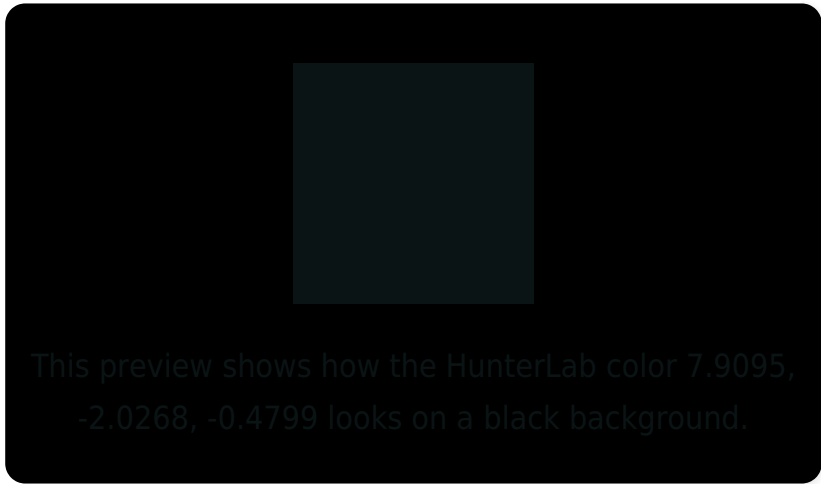 This preview shows how the HunterLab color 7.9095,
-2.0268, -0.4799 looks on a black background.